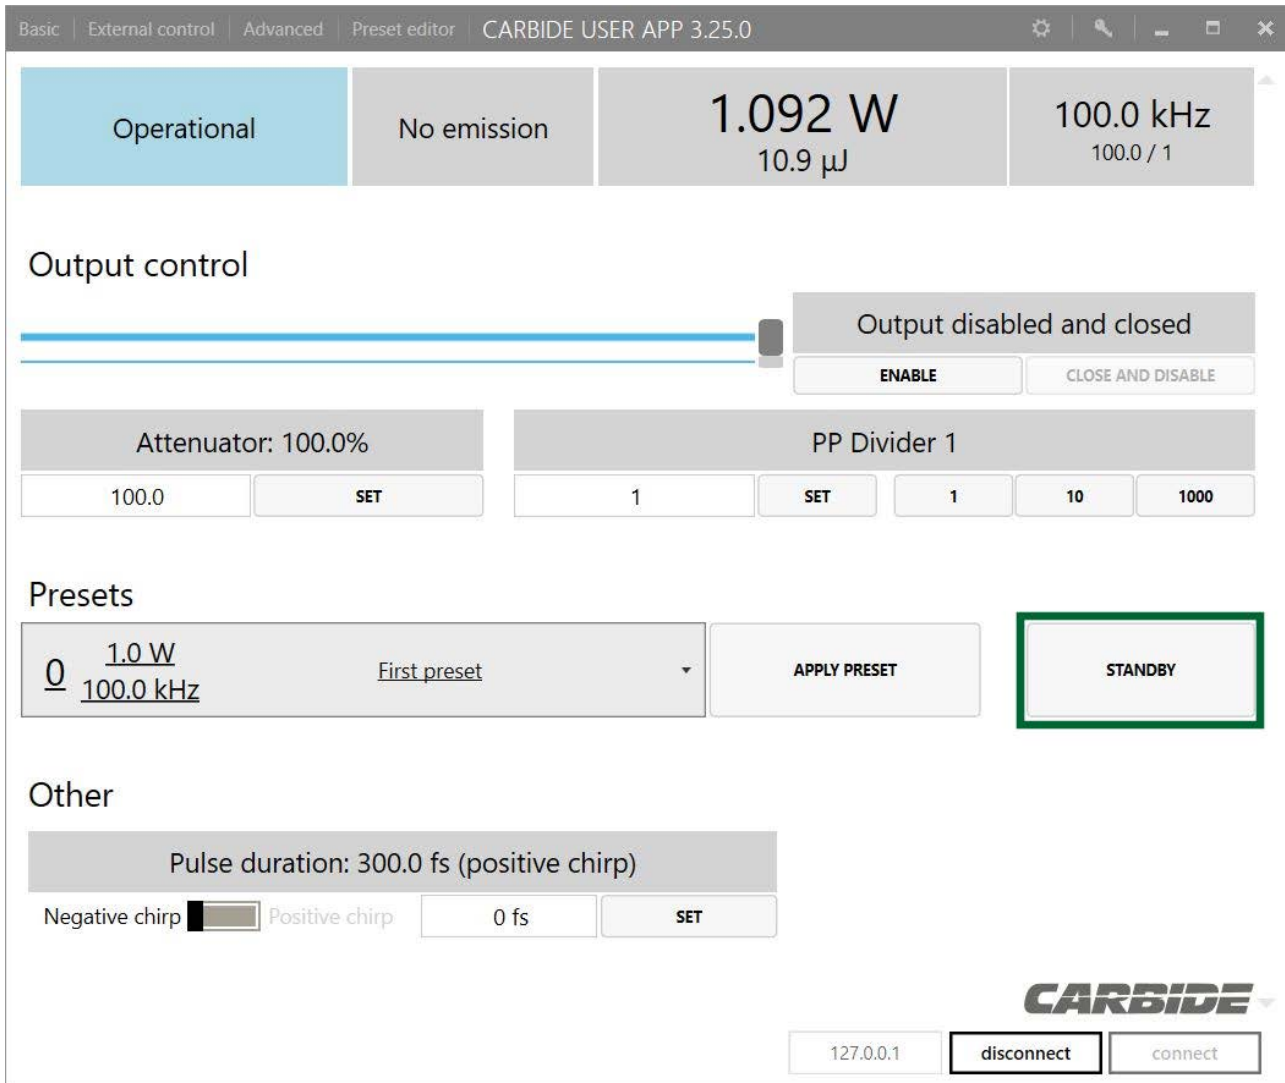 Basic | External control | Advanced | Preset editor | CARBIDE USER APP 3.25.0
Operational
No emission
1.092 W
10.9 µJ
100.0 kHz
100.0 / 1
Output control
Output disabled and closed
ENABLE
CLOSE AND DISABLE
Attenuator: 100.0%
PP Divider 1
100.0
SET
1
SET
1
10
1000
Presets
0
1.0 W
100.0 kHz
First preset
APPLY PRESET
STANDBY
Other
Pulse duration: 300.0 fs (positive chirp)
Negative chirp
Positive chirp
0 fs
SET
CARBIDE
127.0.0.1
disconnect
connect